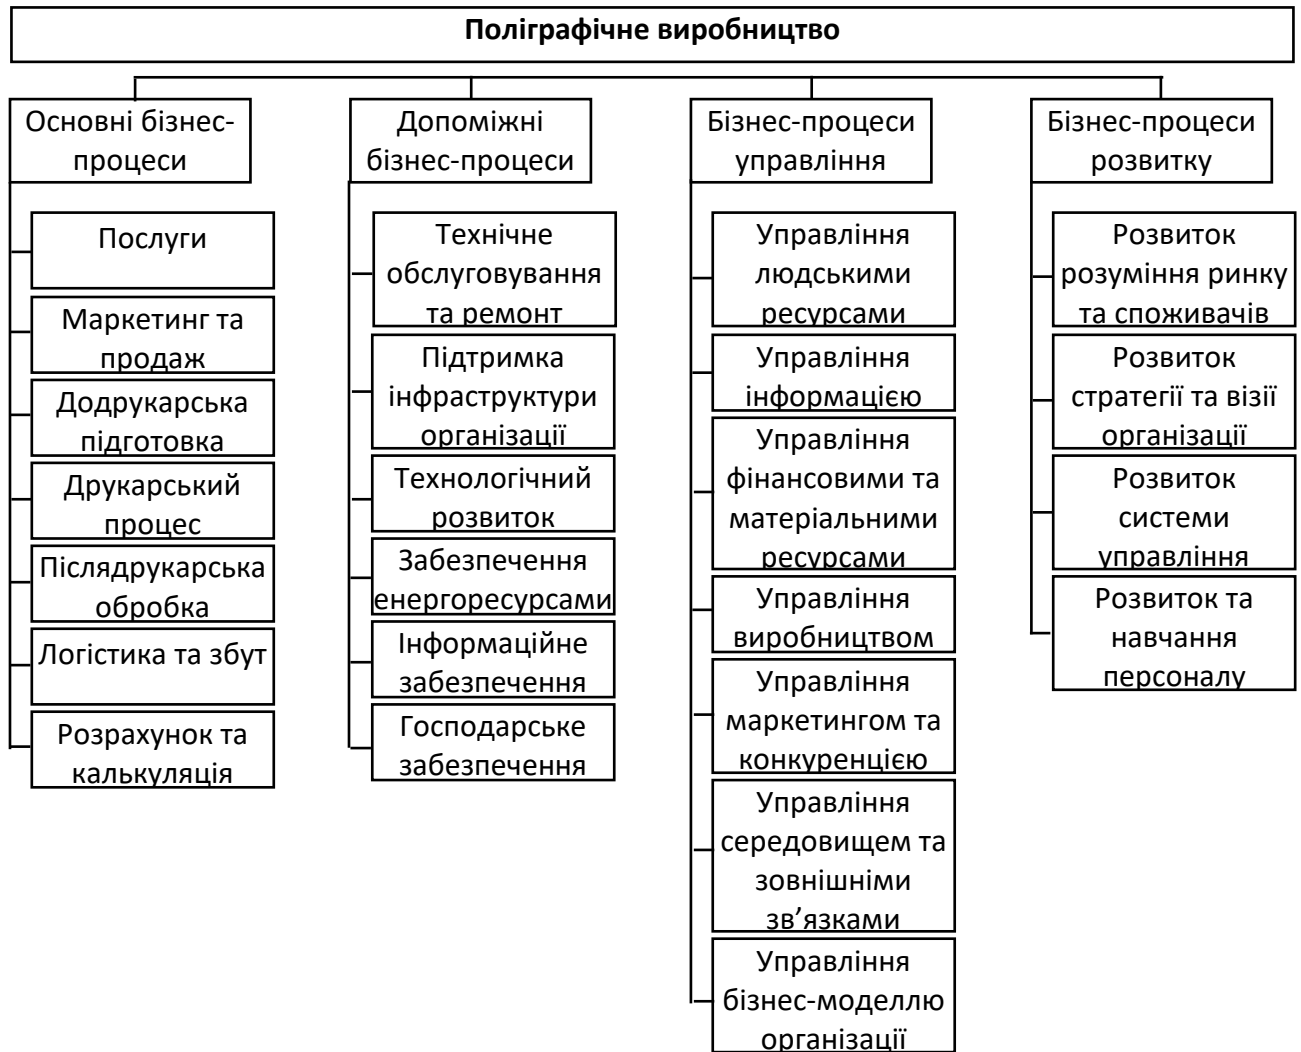 Поліграфічне виробництво
Основні бізнес-
процеси
Послуги
Маркетинг та
продаж
Додрукарська
підготовка
Друкарський
процес
Післядрукарська
обробка
Логістика та збут
Розрахунок та
калькуляція
Допоміжні
бізнес-процеси
Технічне
обслуговування
та ремонт
Підтримка
інфраструктури
організації
Технологічний
розвиток
Забезпечення
енергоресурсами
Інформаційне
забезпечення
Господарське
забезпечення
Бізнес-процеси
управління
Управління
людськими
ресурсами
Управління
інформацією
Управління
фінансовими та
матеріальними
ресурсами
Управління
виробництвом
Управління
маркетингом та
конкуренцією
Управління
середовищем та
зовнішніми
зв’язками
Управління
бізнес-моделлю
організації
Бізнес-процеси
розвитку
Розвиток
розуміння ринку
та споживачів
Розвиток
стратегії та візії
організації
Розвиток
системи
управління
Розвиток та
навчання
персоналу